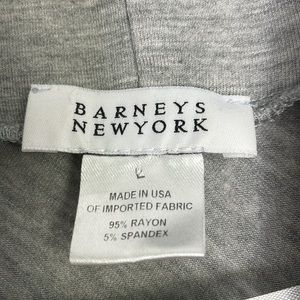 BARNEYS
NEWYORK
L
MADE IN USA
OF IMPORTED FABRIC
95% RAYON
5% SPANDEX